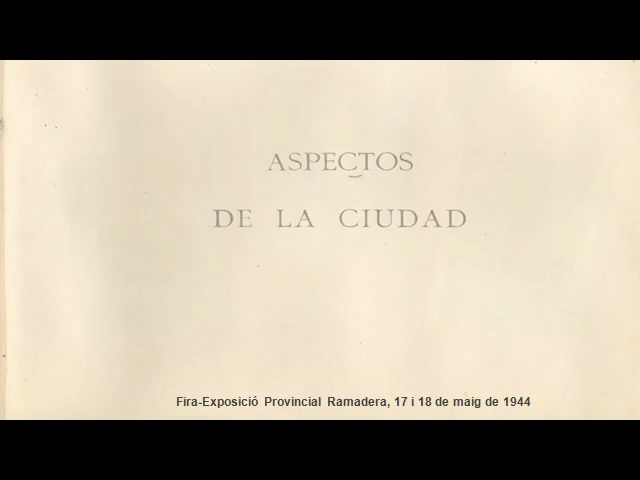 ASPECTOS
DE LA CIUDAD
Fira-Exposició Provincial Ramadera, 17 i 18 de maig de 1944